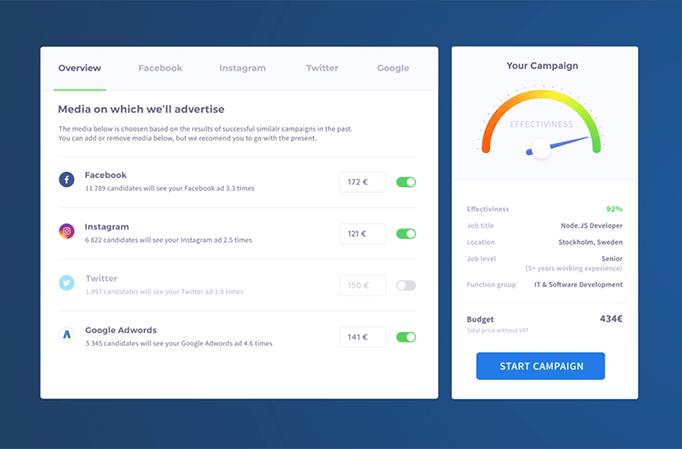 Overview Facebook Instagram Twitter Google
Media on which we'll advertise
The media below is choosen based on the results of successful similalr campaigns in the past.
You can add or remove media below, but we recomend you to go with the present.
Facebook
11 789 candidates will see your Facebook ad 3.3 times
172 €
Instagram
6 822 candidates will see your Instagram ad 2.5 times
121 €
Twitter
1.997 candidates will see your Twitter ad 1.8 times
150 €
Google Adwords
5 345 candidates will see your Google Adwords ad 4.6 times
141 €
Your Campaign
EFFECTIVINESS
Effectiviness 92%
Job title Node.JS Developer
Location Stockholm, Sweden
Job level Senior
(5+ years working experience)
Function group IT & Software Development
Budget 434€
Total price without VAT
START CAMPAIGN